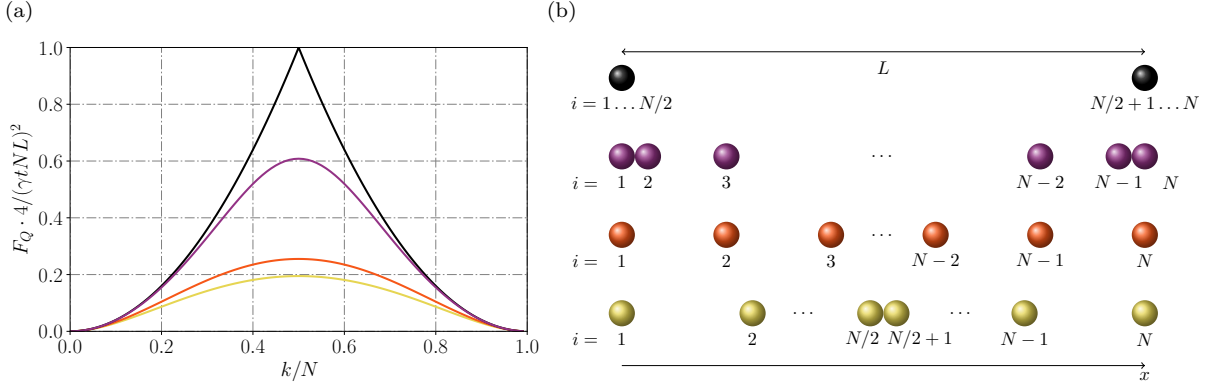 (a)
1.0
0.8
0.6
0.4
0.2
0.0
F_Q · 4/(γtNL)²
0.0 0.2 0.4 0.6 0.8 1.0
k/N
(b)
L
i = 1 … N/2 N/2 + 1 … N
⋯
i = 1 2 3 N − 2 N − 1 N
⋯
i = 1 2 3 N − 2 N − 1 N
⋯ ⋯
i = 1 2 N/2 N/2 + 1 N − 1 N
x